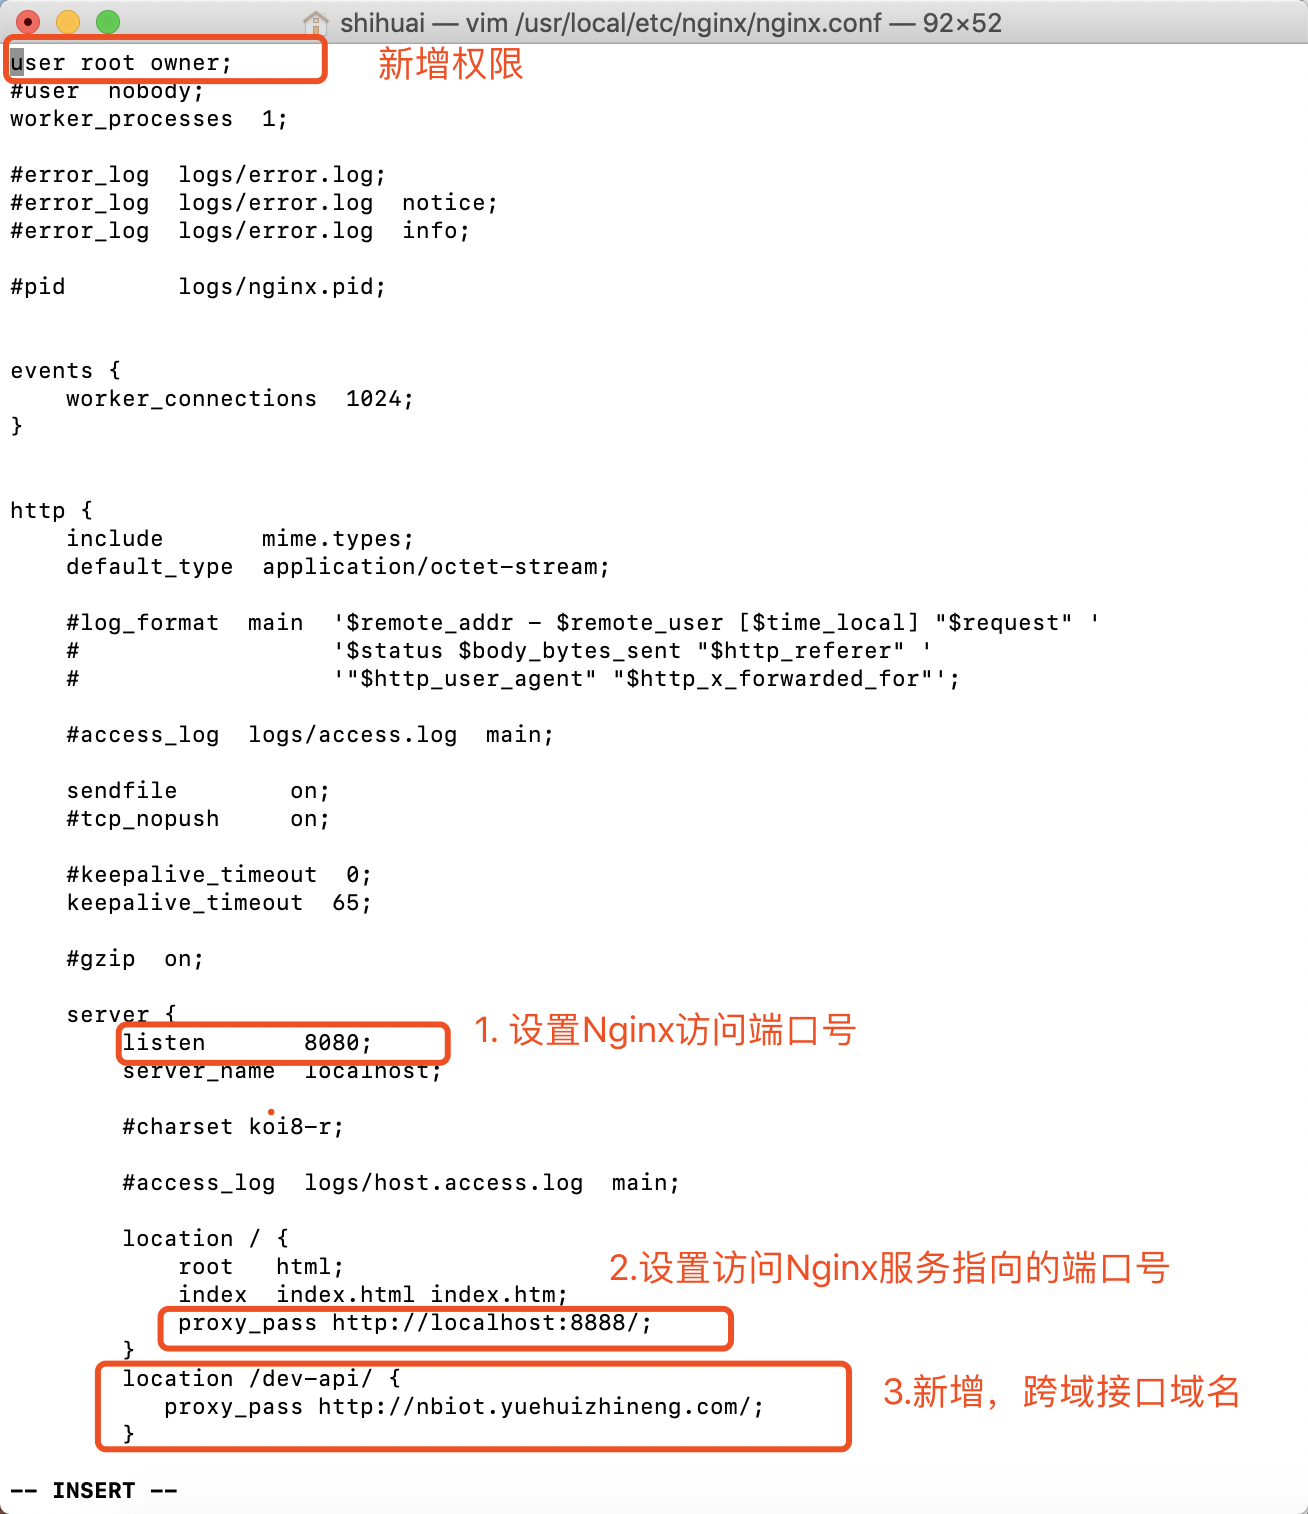 shihuai — vim /usr/local/etc/nginx/nginx.conf — 92×52
user root owner; 新增权限
#user  nobody;
worker_processes  1;
#error_log  logs/error.log;
#error_log  logs/error.log  notice;
#error_log  logs/error.log  info;
#pid        logs/nginx.pid;
events {
    worker_connections  1024;
}
http {
    include       mime.types;
    default_type  application/octet-stream;
    #log_format  main  '$remote_addr - $remote_user [$time_local] "$request" '
    #                  '$status $body_bytes_sent "$http_referer" '
    #                  '"$http_user_agent" "$http_x_forwarded_for"';
    #access_log  logs/access.log  main;
    sendfile        on;
    #tcp_nopush     on;
    #keepalive_timeout  0;
    keepalive_timeout  65;
    #gzip  on;
    server {
        listen       8080; 1. 设置Nginx访问端口号
        server_name  localhost;
        #charset koi8-r;
        #access_log  logs/host.access.log  main;
        location / {
            root   html; 2.设置访问Nginx服务指向的端口号
            index  index.html index.htm;
            proxy_pass http://localhost:8888/;
        }
        location /dev-api/ { 3.新增，跨域接口域名
           proxy_pass http://nbiot.yuehuizhineng.com/;
        }
-- INSERT --